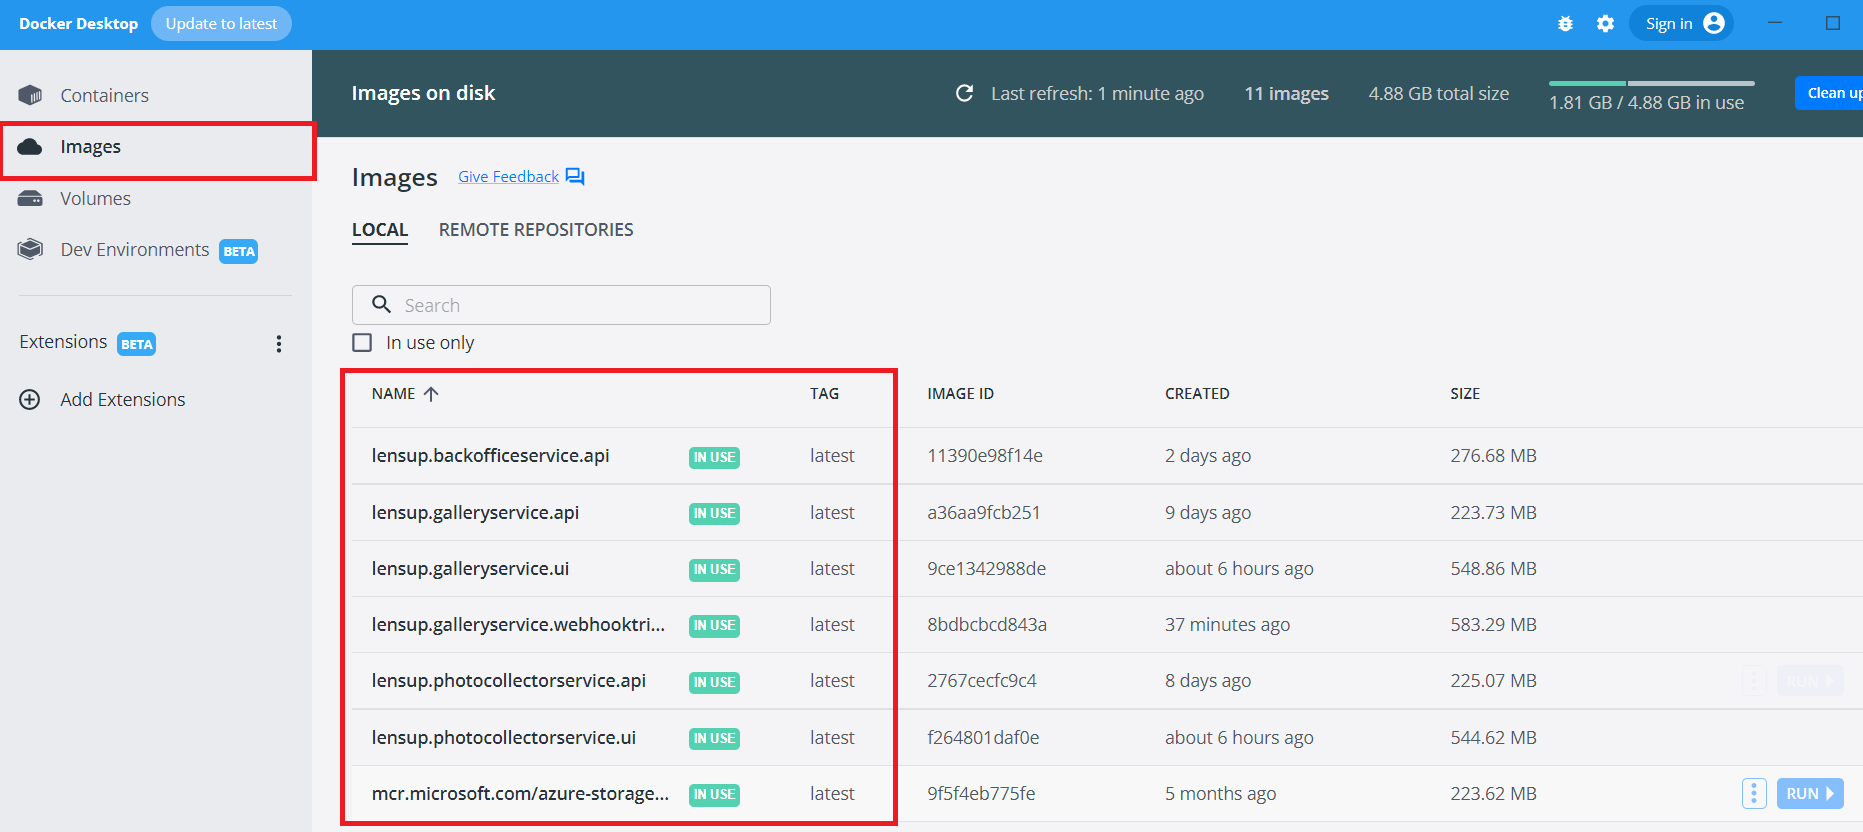 Docker Desktop Update to latest Sign in
Containers
Images
Volumes
Dev Environments BETA
Extensions BETA
Add Extensions
Images on disk Last refresh: 1 minute ago 11 images 4.88 GB total size 1.81 GB / 4.88 GB in use Clean up
Images Give Feedback
LOCAL REMOTE REPOSITORIES
Search
In use only
NAME TAG IMAGE ID CREATED SIZE
lensup.backofficeservice.api IN USE latest 11390e98f14e 2 days ago 276.68 MB
lensup.galleryservice.api IN USE latest a36aa9fcb251 9 days ago 223.73 MB
lensup.galleryservice.ui IN USE latest 9ce1342988de about 6 hours ago 548.86 MB
lensup.galleryservice.webhooktri... IN USE latest 8bdbcbcd843a 37 minutes ago 583.29 MB
lensup.photocollectorservice.api IN USE latest 2767cecfc9c4 8 days ago 225.07 MB RUN
lensup.photocollectorservice.ui IN USE latest f264801daf0e about 6 hours ago 544.62 MB
mcr.microsoft.com/azure-storage... IN USE latest 9f5f4eb775fe 5 months ago 223.62 MB RUN